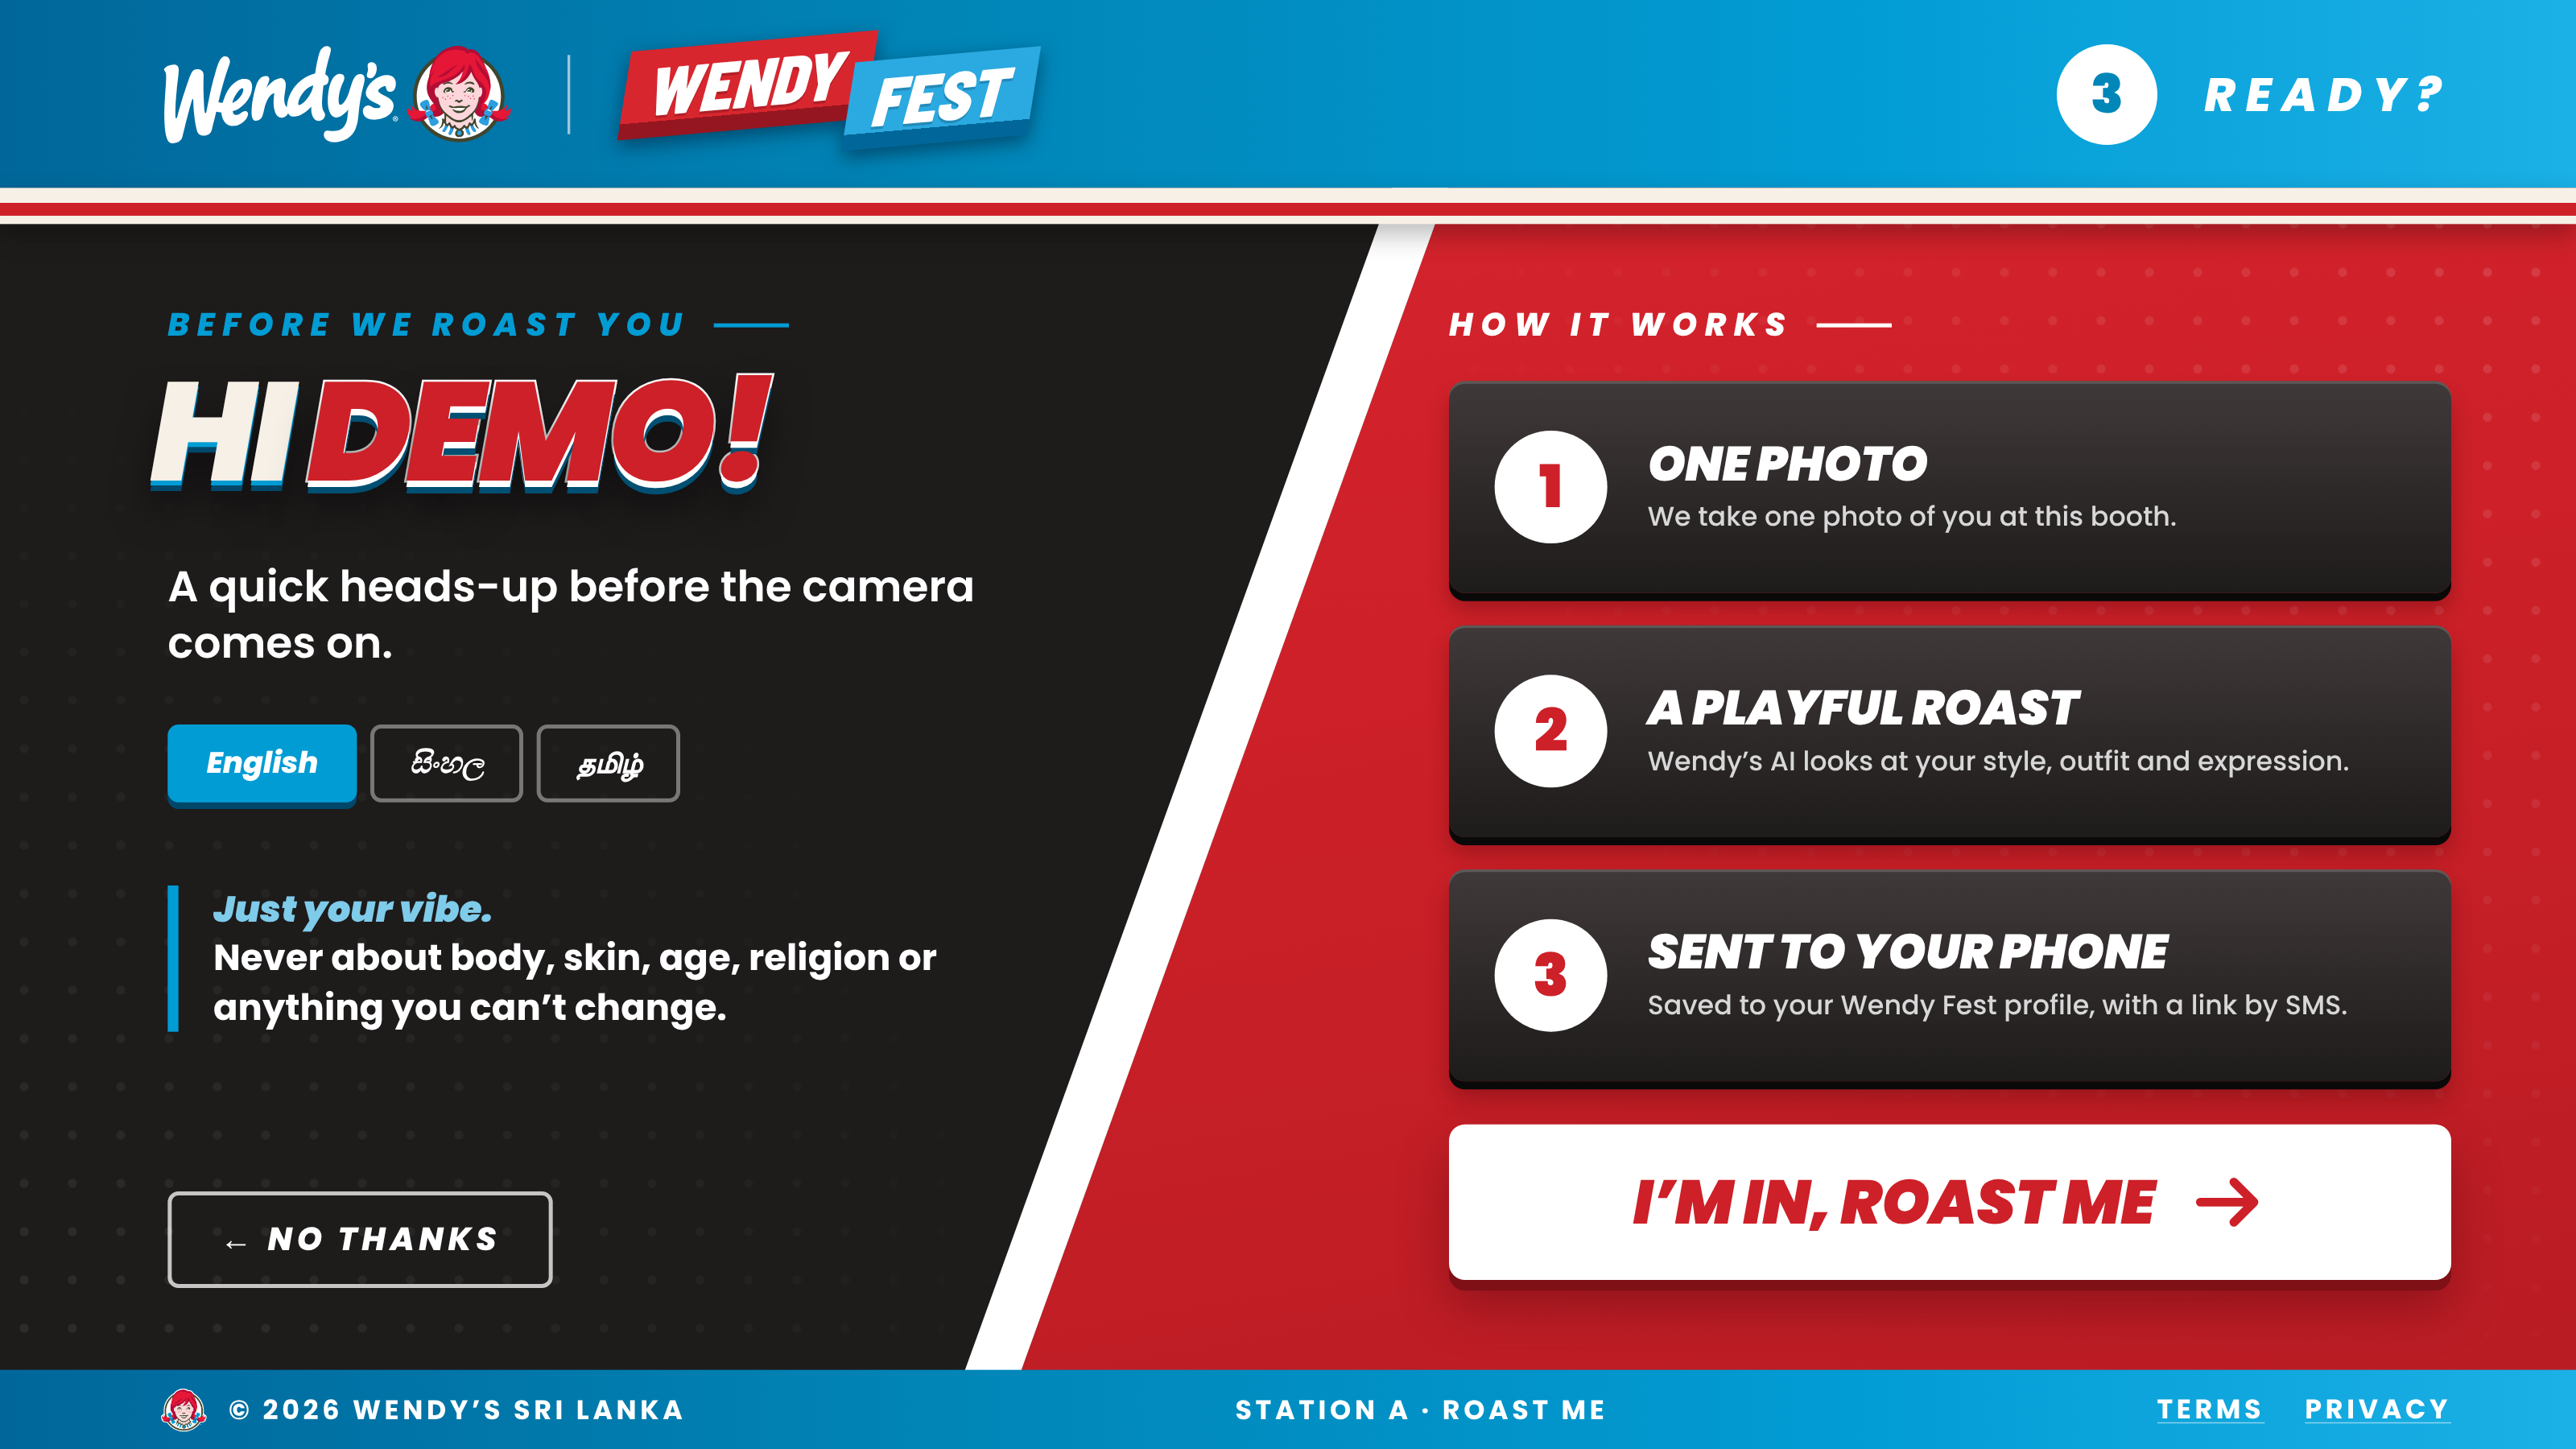 Wendy's
WENDY FEST
3 READY?
BEFORE WE ROAST YOU
HI DEMO!
A quick heads-up before the camera
comes on.
English
සිංහල
தமிழ்
Just your vibe.
Never about body, skin, age, religion or
anything you can’t change.
← NO THANKS
HOW IT WORKS
1
ONE PHOTO
We take one photo of you at this booth.
2
A PLAYFUL ROAST
Wendy’s AI looks at your style, outfit and expression.
3
SENT TO YOUR PHONE
Saved to your Wendy Fest profile, with a link by SMS.
I’M IN, ROAST ME →
© 2026 WENDY’S SRI LANKA
STATION A · ROAST ME
TERMS PRIVACY